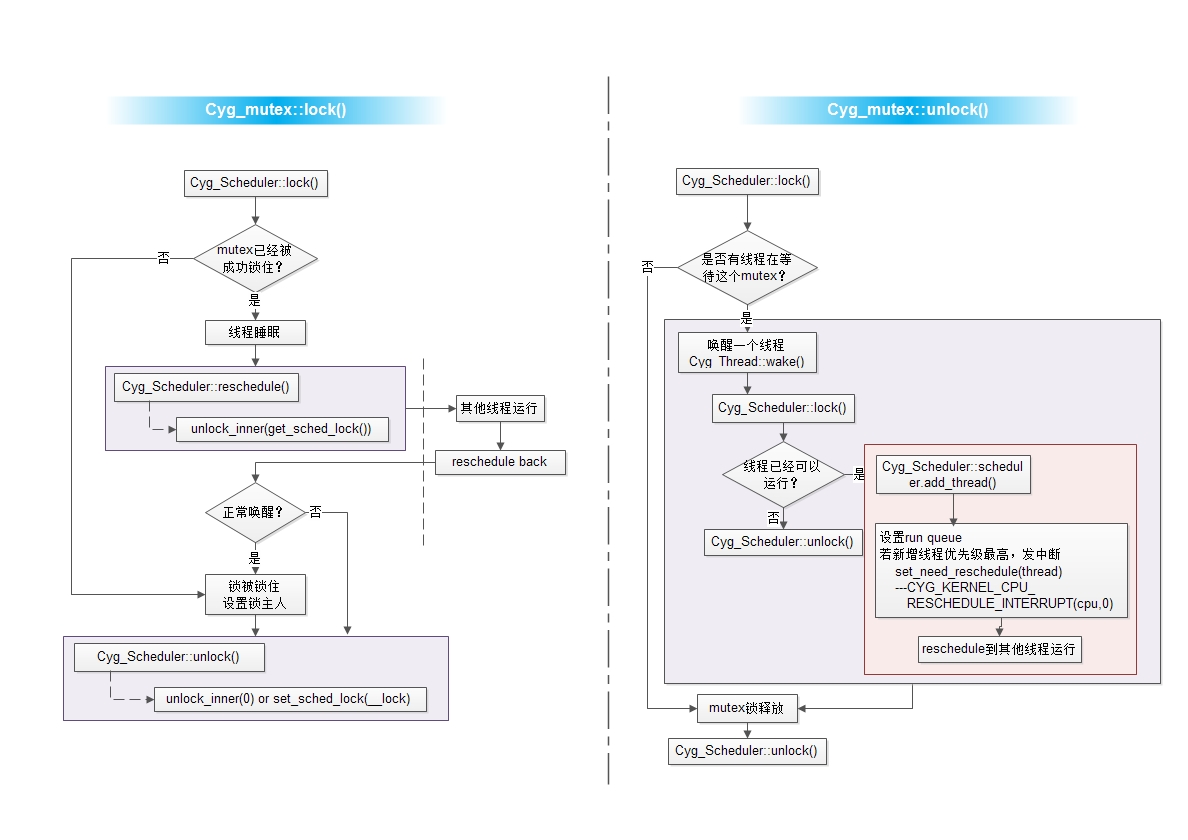 Cyg_mutex::lock()
Cyg_Scheduler::lock()
mutex已经被
成功锁住？
否
是
线程睡眠
Cyg_Scheduler::reschedule()
unlock_inner(get_sched_lock())
其他线程运行
reschedule back
正常唤醒？
否
是
锁被锁住
设置锁主人
Cyg_Scheduler::unlock()
unlock_inner(0) or set_sched_lock(__lock)
Cyg_mutex::unlock()
Cyg_Scheduler::lock()
是否有线程在等
待这个mutex？
否
是
唤醒一个线程
Cyg_Thread::wake()
Cyg_Scheduler::lock()
线程已经可以
运行？
是
否
Cyg_Scheduler::unlock()
Cyg_Scheduler::schedul
er.add_thread()
设置run queue
若新增线程优先级最高，发中断
set_need_reschedule(thread)
---CYG_KERNEL_CPU_
RESCHEDULE_INTERRUPT(cpu,0)
reschedule到其他线程运行
mutex锁释放
Cyg_Scheduler::unlock()